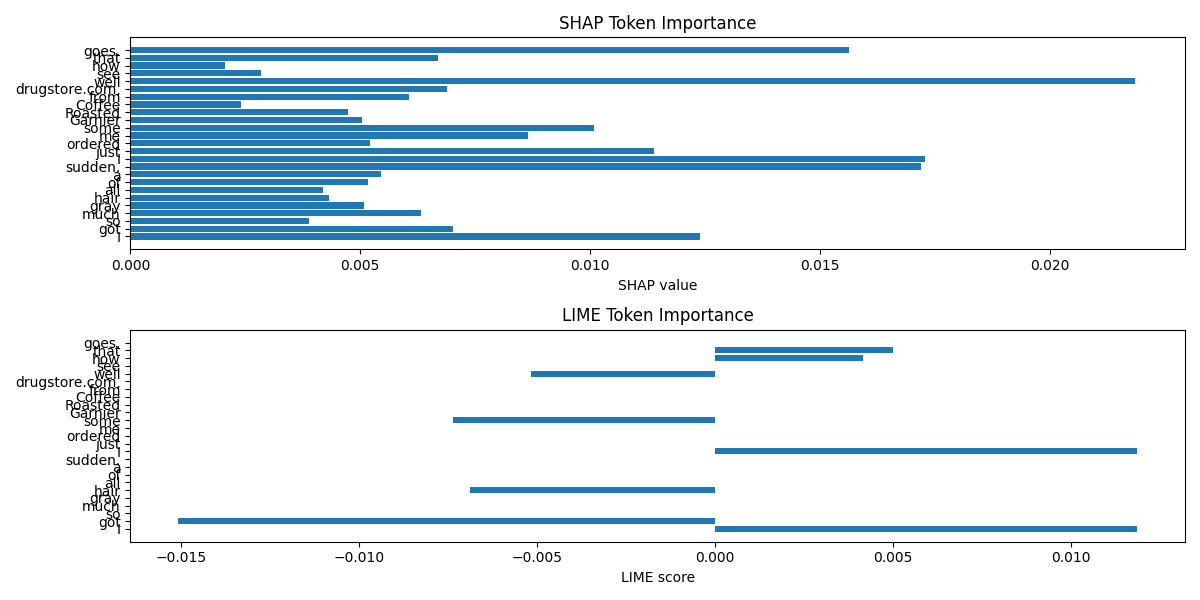 SHAP Token Importance
goes.
that
how
see
well
drugstore.com.
from
Coffee
Roasted
Garnier
some
me
ordered
just
I
sudden.
a
of
all
hair
gray
much
so
got
I
0.000 0.005 0.010 0.015 0.020
SHAP value
LIME Token Importance
goes.
that
how
see
well
drugstore.com.
from
Coffee
Roasted
Garnier
some
me
ordered
just
I
sudden.
a
of
all
hair
gray
much
so
got
I
−0.015 −0.010 −0.005 0.000 0.005 0.010
LIME score